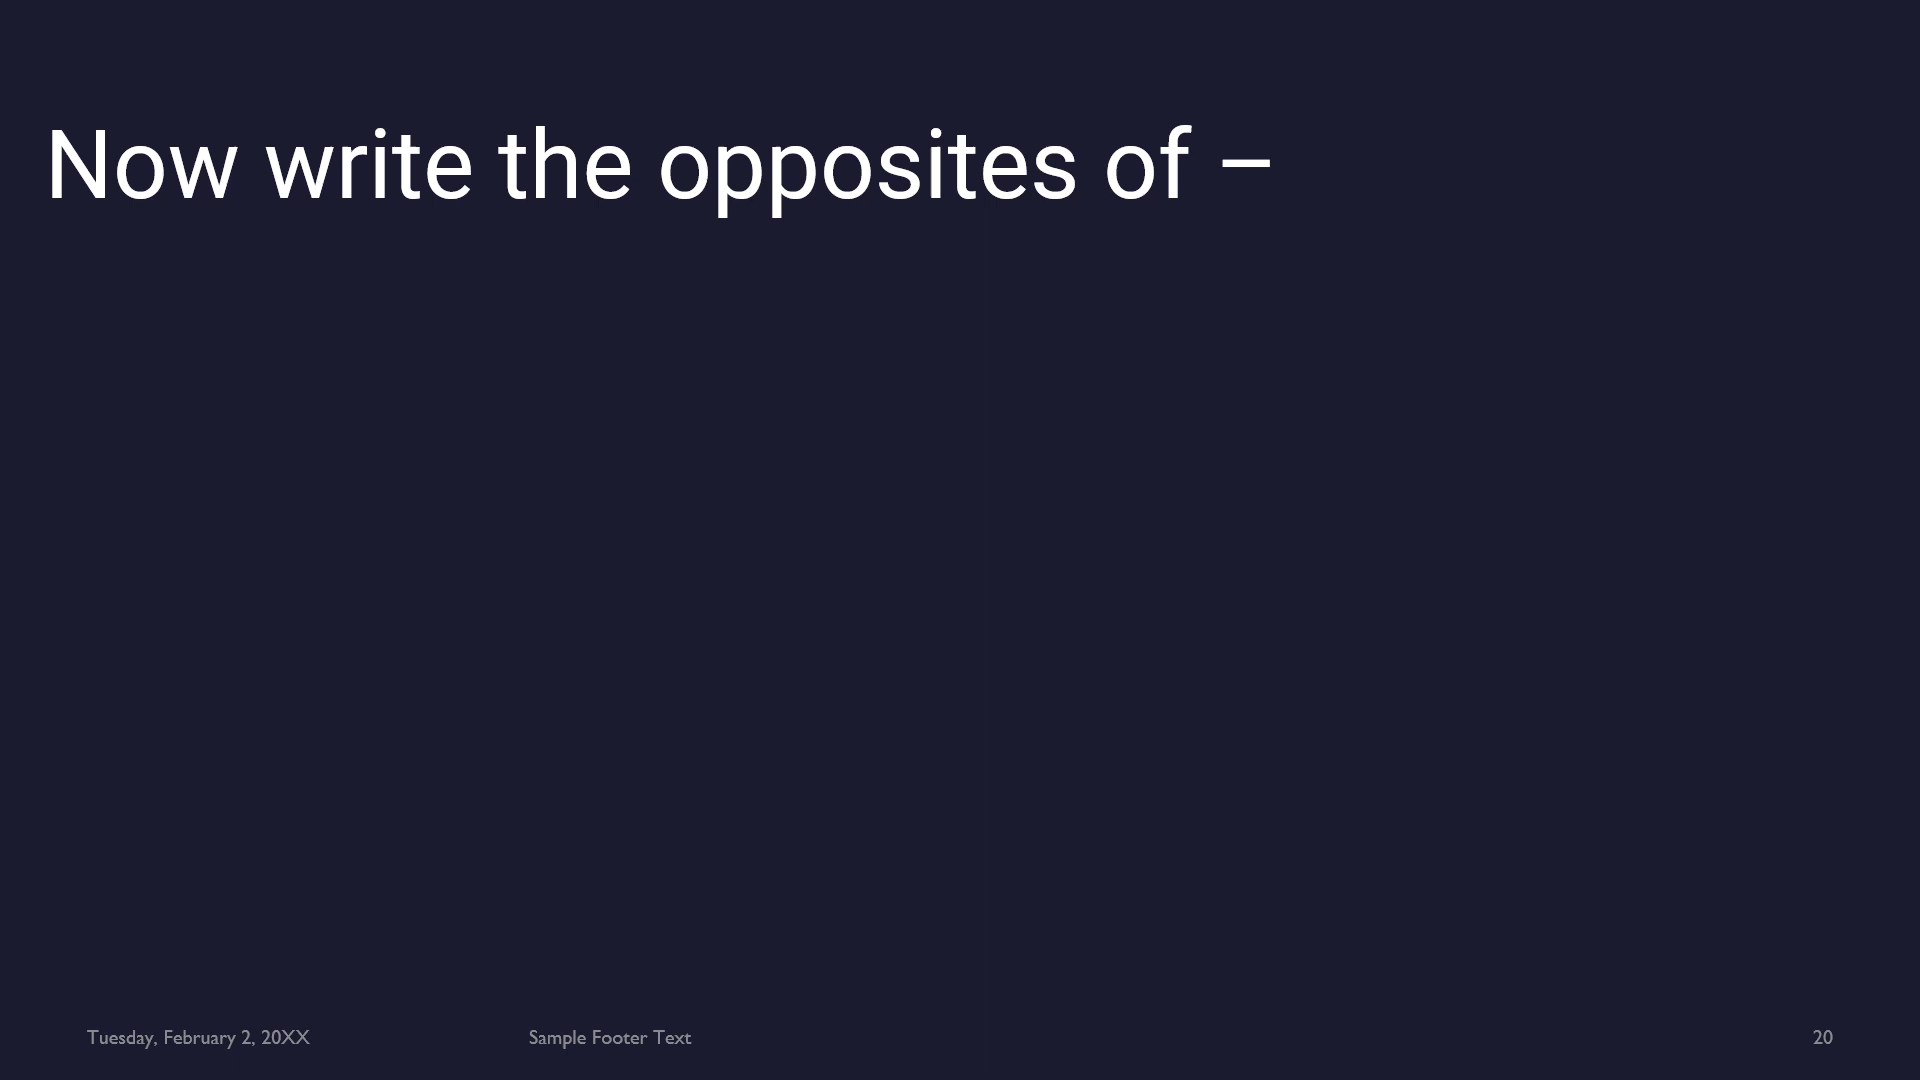 Now write the opposites of –
Tuesday, February 2, 20XX
Sample Footer Text
20